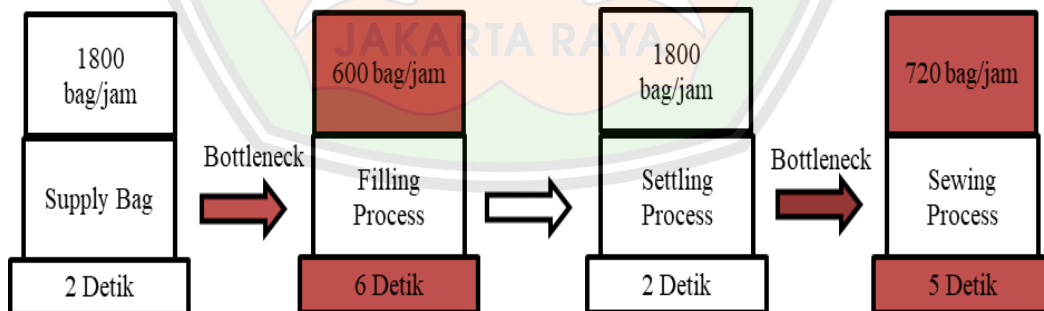 JAKARTA RAYA
1800
bag/jam
600 bag/jam
1800
bag/jam
720 bag/jam
Bottleneck
Bottleneck
Supply Bag
Filling
Process
Settling
Process
Sewing
Process
2 Detik
6 Detik
2 Detik
5 Detik